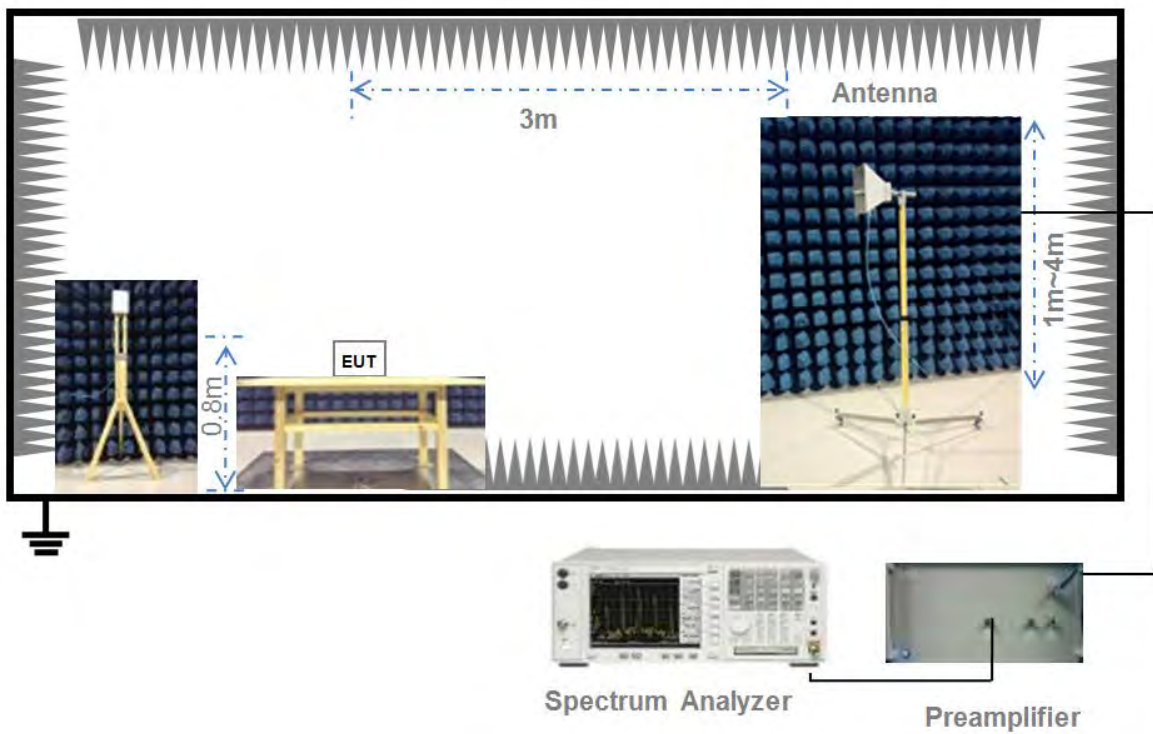 Antenna
3m
1m~4m
EUT
0.8m
Spectrum Analyzer
Preamplifier